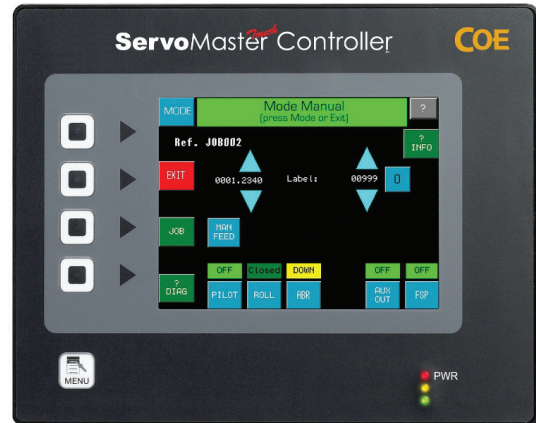 ServoMaster Touch Controller COE
MODE
Mode Manual
(press Mode or Exit)
?
Ref. JOB002
? INFO
EXIT
0001.2340
Label:
00999
0
JOB
MAN FEED
OFF Closed DOWN OFF OFF
? DIAG
PILOT ROLL RBR AUX OUT FSP
MENU
PWR